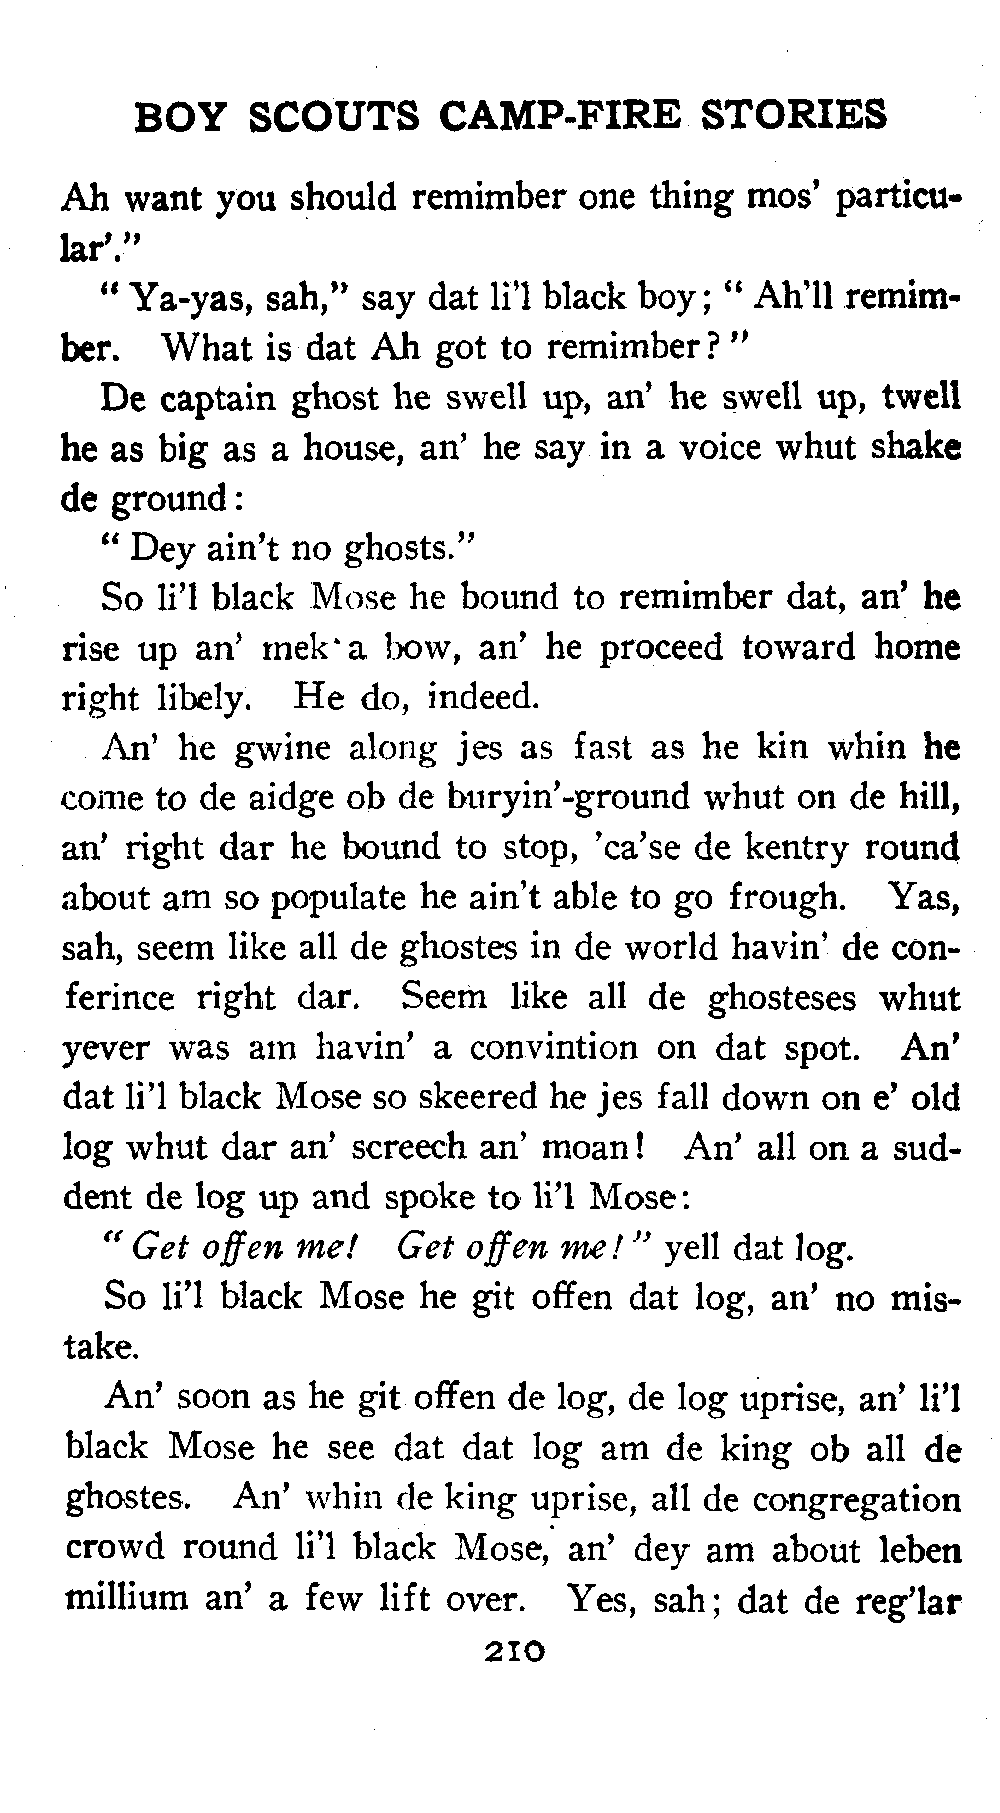 BOY SCOUTS CAMP-FIRE STORIES
Ah want you should remimber one thing mos' particu-
lar'."
" Ya-yas, sah," say dat li'l black boy; " Ah'll remim-
ber. What is dat Ah got to remimber? "
De captain ghost he swell up, an' he swell up, twell
he as big as a house, an' he say in a voice whut shake
de ground:
" Dey ain't no ghosts."
So li'l black Mose he bound to remimber dat, an' he
rise up an' mek a bow, an' he proceed toward home
right libely. He do, indeed.
An' he gwine along jes as fast as he kin whin he
come to de aidge ob de buryin'-ground whut on de hill,
an' right dar he bound to stop, 'ca'se de kentry round
about am so populate he ain't able to go frough. Yas,
sah, seem like all de ghostes in de world havin' de con-
ferince right dar. Seem like all de ghosteses whut
yever was am havin' a convintion on dat spot. An'
dat li'l black Mose so skeered he jes fall down on e' old
log whut dar an' screech an' moan! An' all on a sud-
dent de log up and spoke to li'l Mose:
" Get offen me! Get offen me! " yell dat log.
So li'l black Mose he git offen dat log, an' no mis-
take.
An' soon as he git offen de log, de log uprise, an' li'l
black Mose he see dat dat log am de king ob all de
ghostes. An' whin de king uprise, all de congregation
crowd round li'l black Mose, an' dey am about leben
millium an' a few lift over. Yes, sah; dat de reg'lar
210